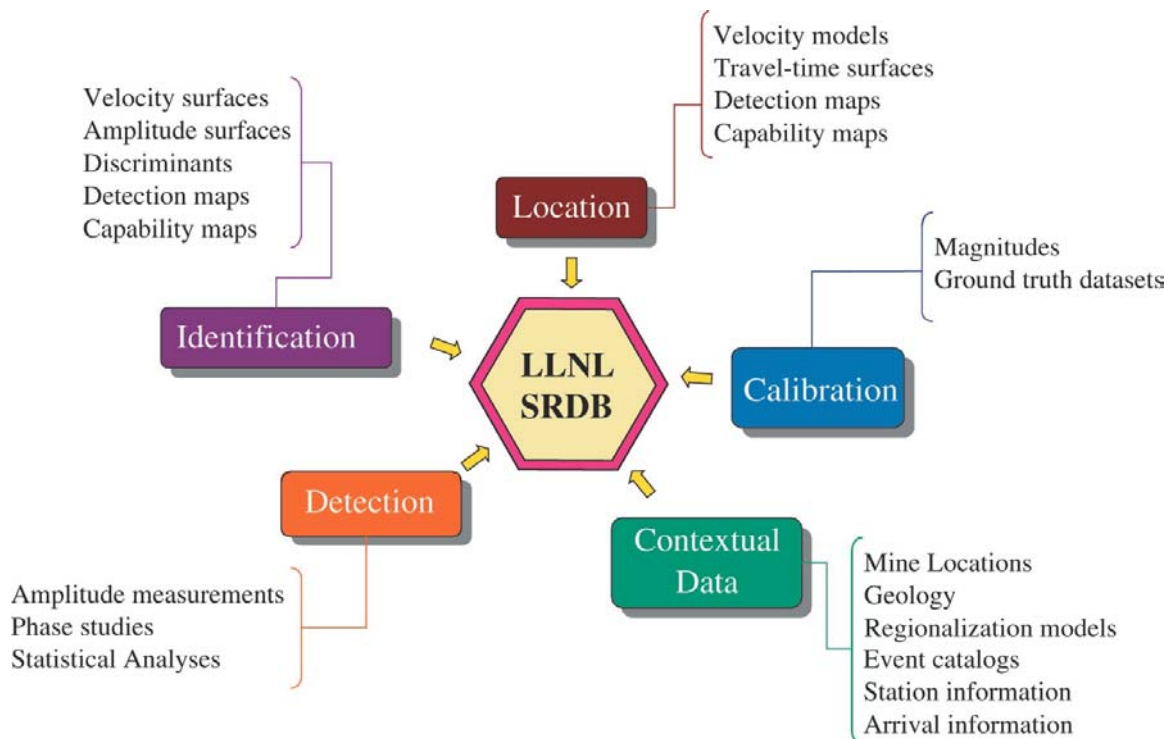 Velocity models
Travel-time surfaces
Detection maps
Capability maps
Location
Velocity surfaces
Amplitude surfaces
Discriminants
Detection maps
Capability maps
Identification
Magnitudes
Ground truth datasets
Calibration
LLNL
SRDB
Detection
Amplitude measurements
Phase studies
Statistical Analyses
Contextual
Data
Mine Locations
Geology
Regionalization models
Event catalogs
Station information
Arrival information